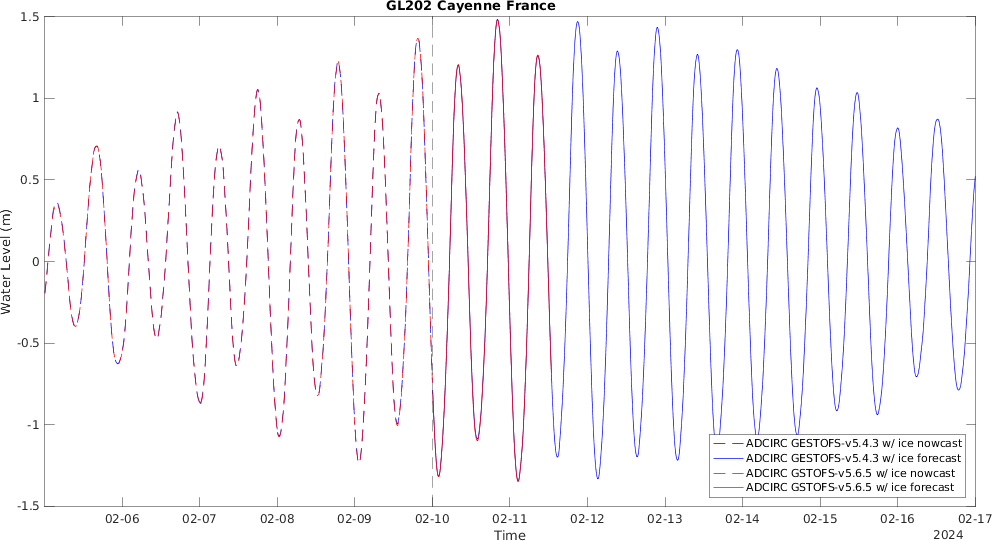 GL202 Cayenne France
1.5
1
0.5
0
-0.5
-1
-1.5
Water Level (m)
ADCIRC GESTOFS-v5.4.3 w/ ice nowcast
ADCIRC GESTOFS-v5.4.3 w/ ice forecast
ADCIRC GSTOFS-v5.6.5 w/ ice nowcast
ADCIRC GSTOFS-v5.6.5 w/ ice forecast
02-06 02-07 02-08 02-09 02-10 02-11 02-12 02-13 02-14 02-15 02-16 02-17
Time
2024